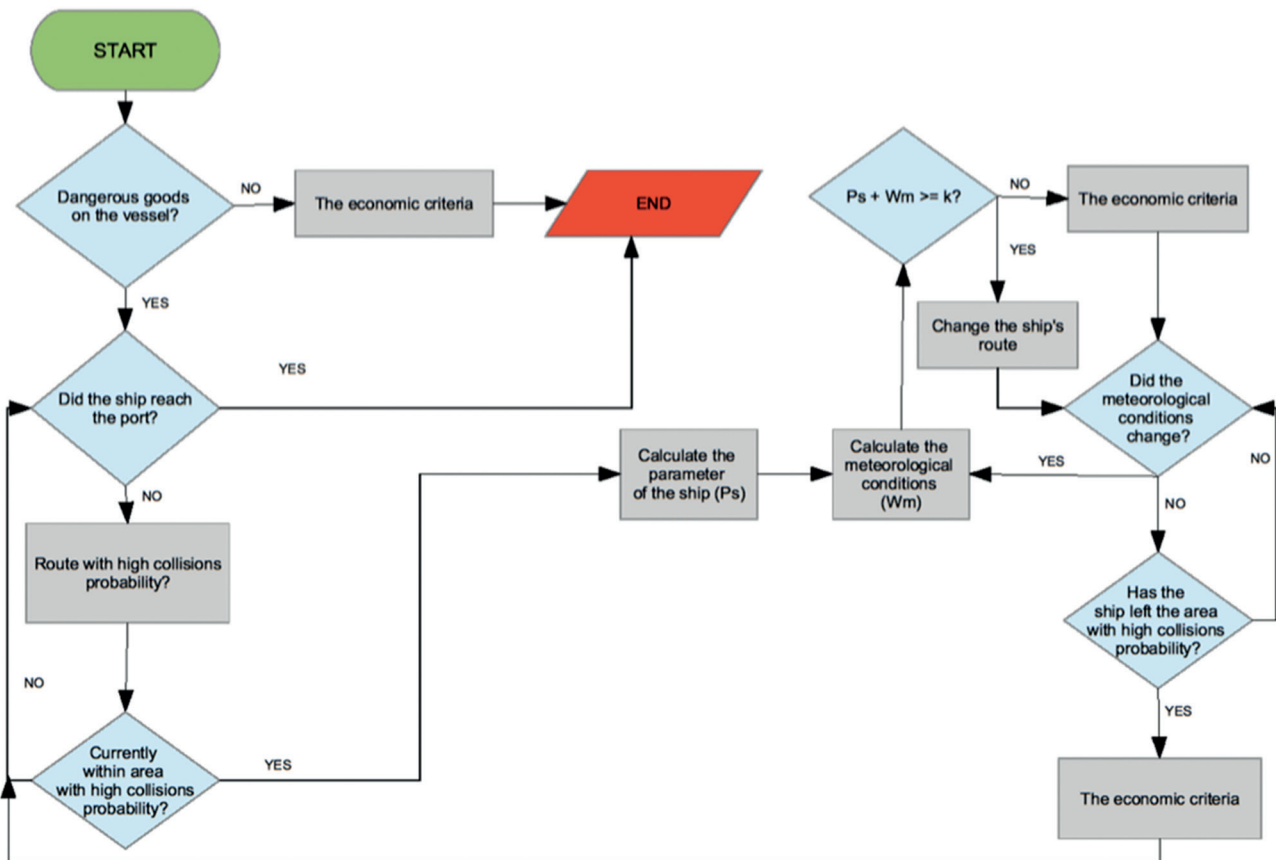 START
Dangerous goods
on the vessel?
NO
The economic criteria
END
YES
Did the ship reach
the port?
YES
NO
Route with high collisions
probability?
NO
Currently
within area
with high collisions
probability?
YES
Calculate the
parameter
of the ship (Ps)
Calculate the
meteorological
conditions
(Wm)
Ps + Wm >= k?
NO
The economic criteria
YES
Change the ship's
route
Did the
meteorological
conditions
change?
YES
NO
NO
Has the
ship left the area
with high collisions
probability?
YES
The economic criteria